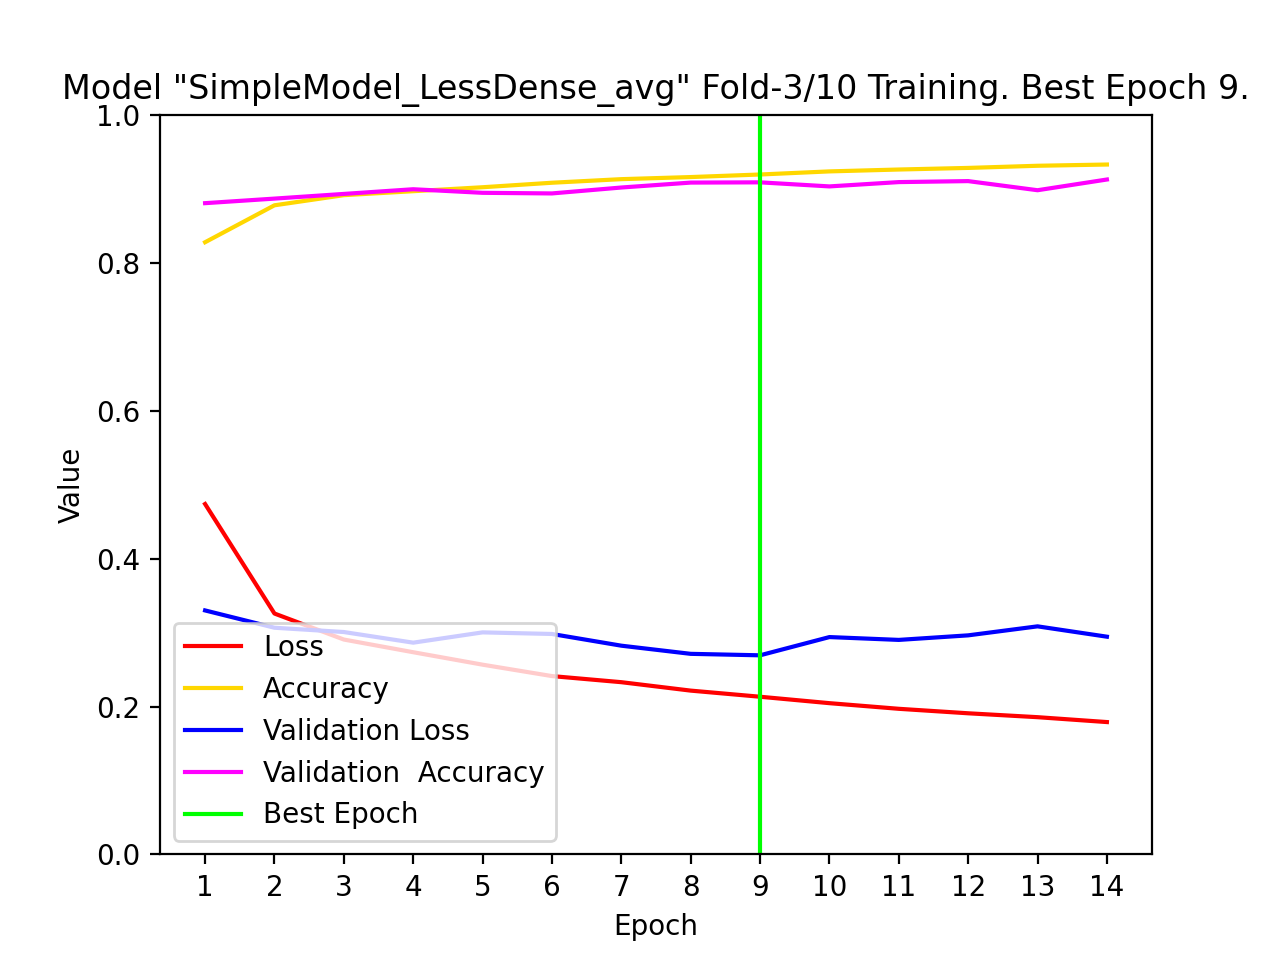 Model "SimpleModel_LessDense_avg" Fold-3/10 Training. Best Epoch 9.
1.0
0.8
0.6
0.4
0.2
0.0
Value
Loss
Accuracy
Validation Loss
Validation  Accuracy
Best Epoch
1 2 3 4 5 6 7 8 9 10 11 12 13 14
Epoch